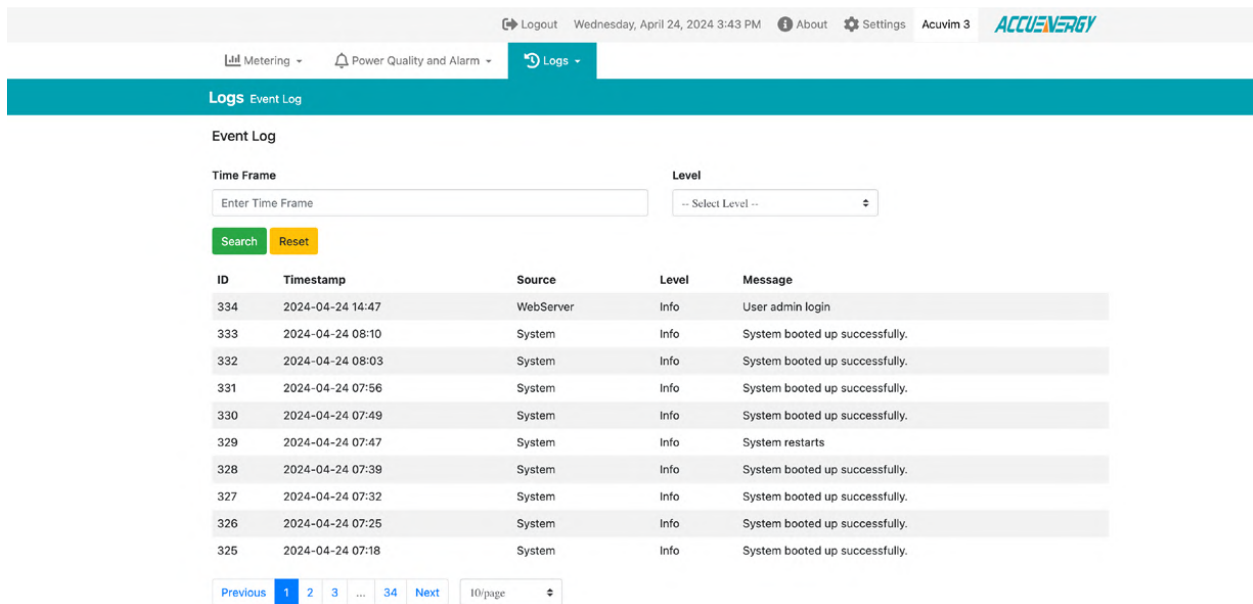 Logout Wednesday, April 24, 2024 3:43 PM About Settings Acuvim 3 ACCUENERGY
Metering Power Quality and Alarm Logs
Logs Event Log
Event Log
Time Frame Level
Enter Time Frame -- Select Level --
Search Reset
ID Timestamp Source Level Message
334 2024-04-24 14:47 WebServer Info User admin login
333 2024-04-24 08:10 System Info System booted up successfully.
332 2024-04-24 08:03 System Info System booted up successfully.
331 2024-04-24 07:56 System Info System booted up successfully.
330 2024-04-24 07:49 System Info System booted up successfully.
329 2024-04-24 07:47 System Info System restarts
328 2024-04-24 07:39 System Info System booted up successfully.
327 2024-04-24 07:32 System Info System booted up successfully.
326 2024-04-24 07:25 System Info System booted up successfully.
325 2024-04-24 07:18 System Info System booted up successfully.
Previous 1 2 3 ... 34 Next 10/page